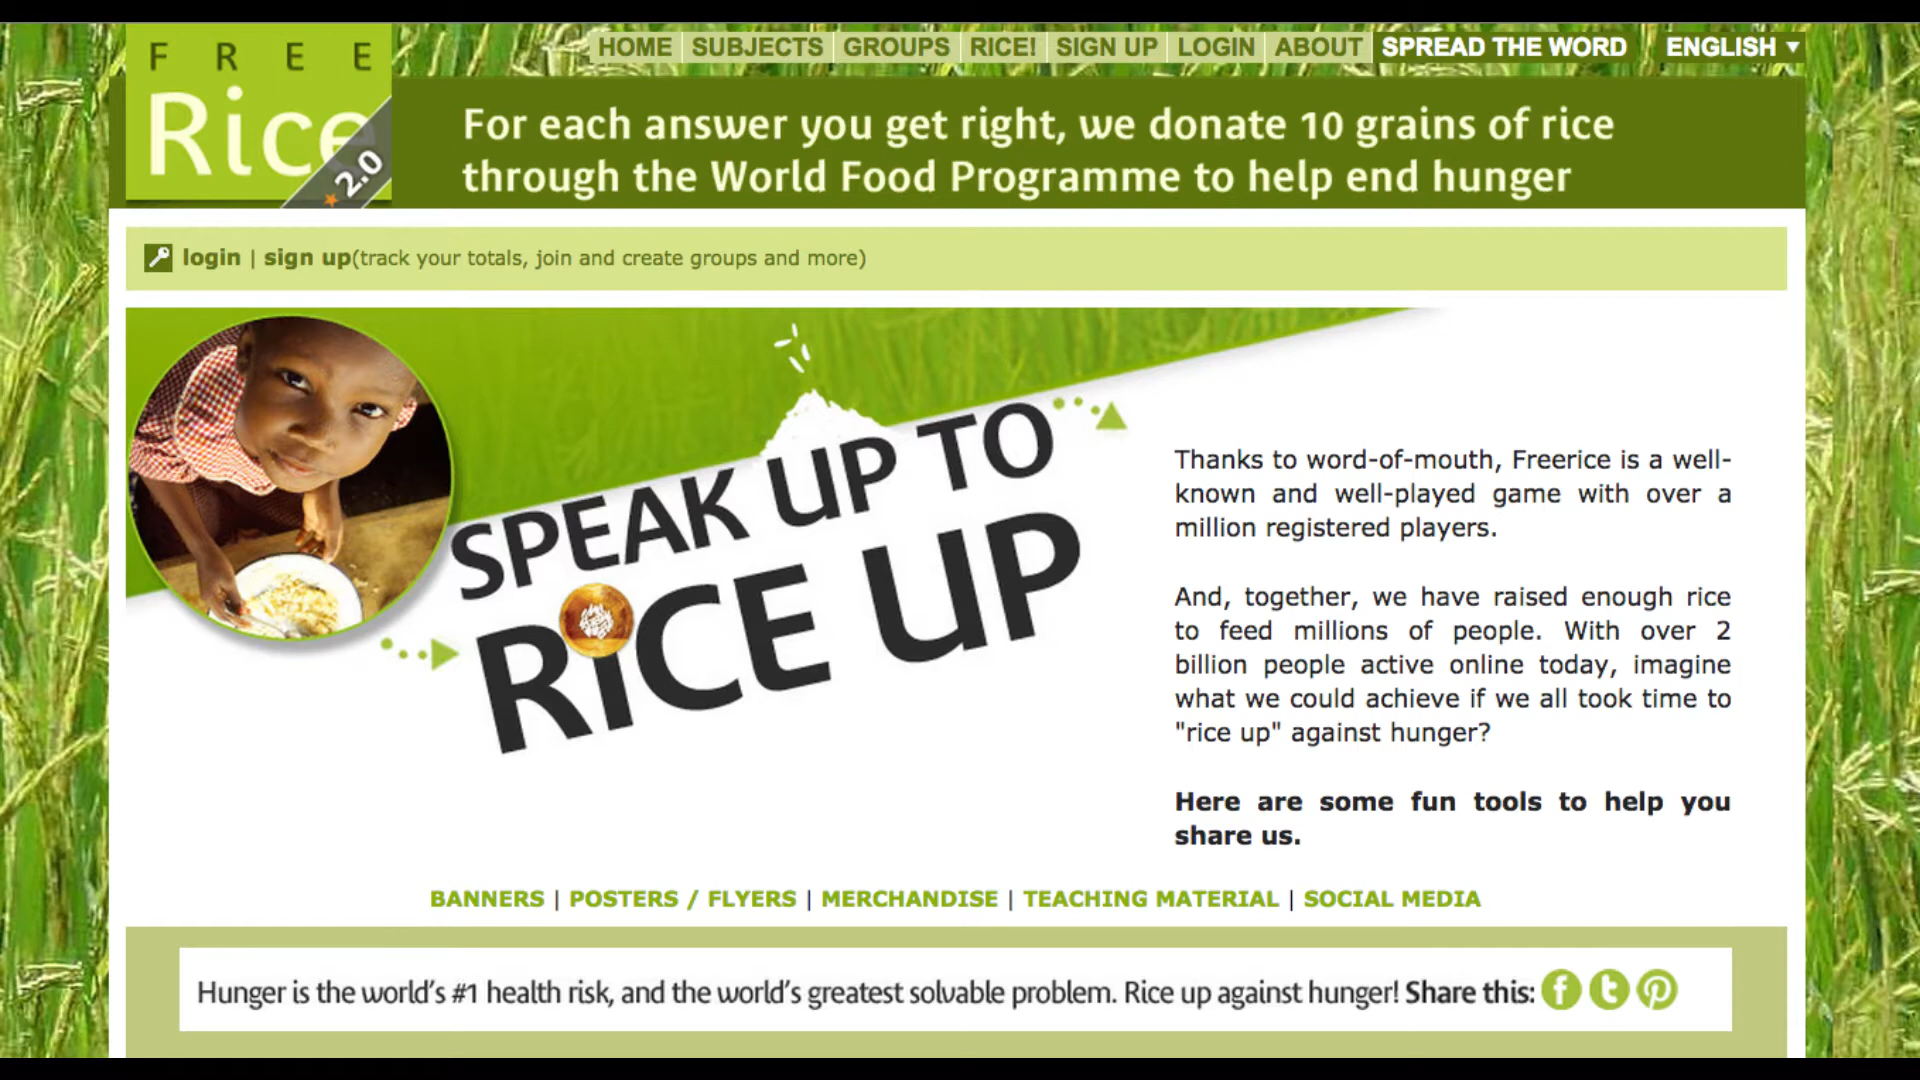 FREE
Rice
2.0
HOME SUBJECTS GROUPS RICE! SIGN UP LOGIN ABOUT SPREAD THE WORD ENGLISH
For each answer you get right, we donate 10 grains of rice
through the World Food Programme to help end hunger
login | sign up(track your totals, join and create groups and more)
SPEAK UP TO
RiCE UP
Thanks to word-of-mouth, Freerice is a well-
known and well-played game with over a
million registered players.
And, together, we have raised enough rice
to feed millions of people. With over 2
billion people active online today, imagine
what we could achieve if we all took time to
"rice up" against hunger?
Here are some fun tools to help you
share us.
BANNERS | POSTERS / FLYERS | MERCHANDISE | TEACHING MATERIAL | SOCIAL MEDIA
Hunger is the world's #1 health risk, and the world's greatest solvable problem. Rice up against hunger! Share this: